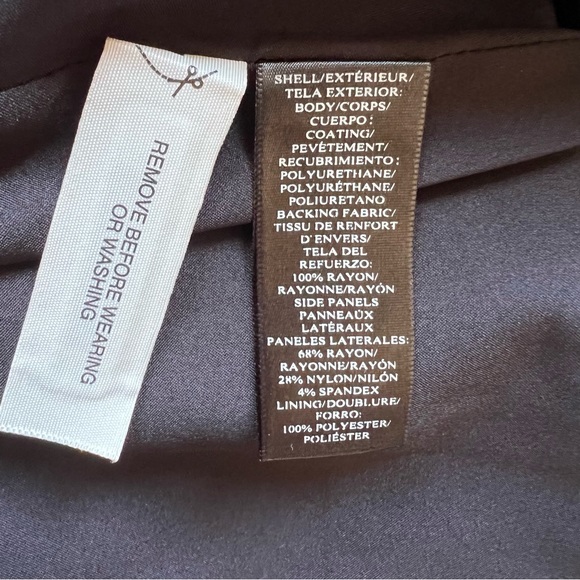 REMOVE BEFORE WEARING
OR WASHING
SHELL/EXTÉRIEUR/
TELA EXTERIOR:
BODY/CORPS/
CUERPO:
COATING/
PEVÉTEMENT/
RECUBRIMIENTO:
POLYURETHANE/
POLYURÉTHANE/
POLIURETANO
BACKING FABRIC/
TISSU DE RENFORT
D'ENVERS/
TELA DEL
REFUERZO:
100% RAYON/
RAYONNE/RAYÓN
SIDE PANELS
PANNEAUX
LATÉRAUX
PANELES LATERALES:
68% RAYON/
RAYONNE/RAYÓN
28% NYLON/NILÓN
4% SPANDEX
LINING/DOUBLURE/
FORRO:
100% POLYESTER/
POLIÉSTER